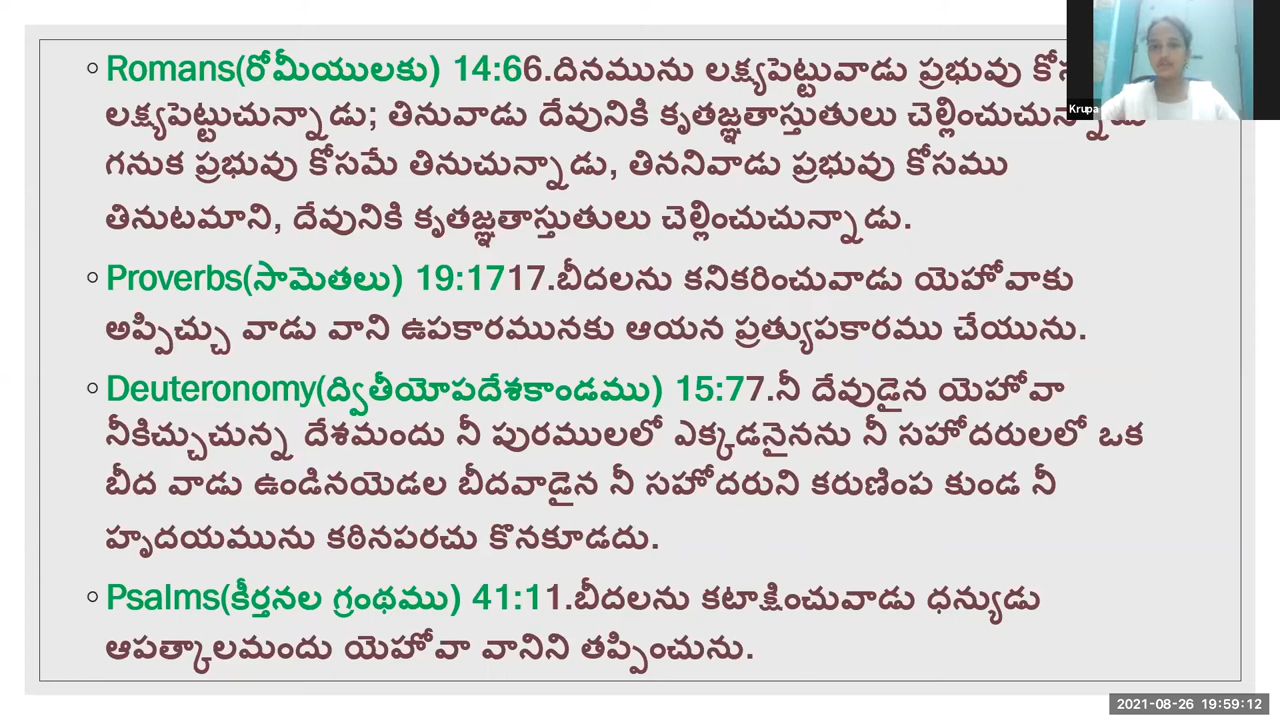 Romans(రోమీయులకు) 14:66.దినమును లక్ష్యపెట్టువాడు ప్రభువు
లక్ష్యపెట్టుచున్నాడు; తినువాడు దేవునికి కృతజ్ఞతాస్తుతులు చెల్లించుచున్నాడు
గనుక ప్రభువు కోసమే తినుచున్నాడు, తిననివాడు ప్రభువు కోసము
తినుటమాని, దేవునికి కృతజ్ఞతాస్తుతులు చెల్లించుచున్నాడు.
Proverbs(సామెతలు) 19:1717.బీదలను కనికరించువాడు యెహోవాకు
అప్పిచ్చు వాడు వాని ఉపకారమునకు ఆయన ప్రత్యుపకారము చేయును.
Deuteronomy(ద్వితీయోపదేశకాండము) 15:77.నీ దేవుడైన యెహోవా
నీకిచ్చుచున్న దేశమందు నీ పురములలో ఎక్కడనైనను నీ సహోదరులలో ఒక
బీద వాడు ఉండినయెడల బీదవాడైన నీ సహోదరుని కరుణింప కుండ నీ
హృదయమును కఠినపరచు కొనకూడదు.
Psalms(కీర్తనల గ్రంథము) 41:11.బీదలను కటాక్షించువాడు ధన్యుడు
ఆపత్కాలమందు యెహోవా వానిని తప్పించును.
Krupa
2021-08-26 19:59:12